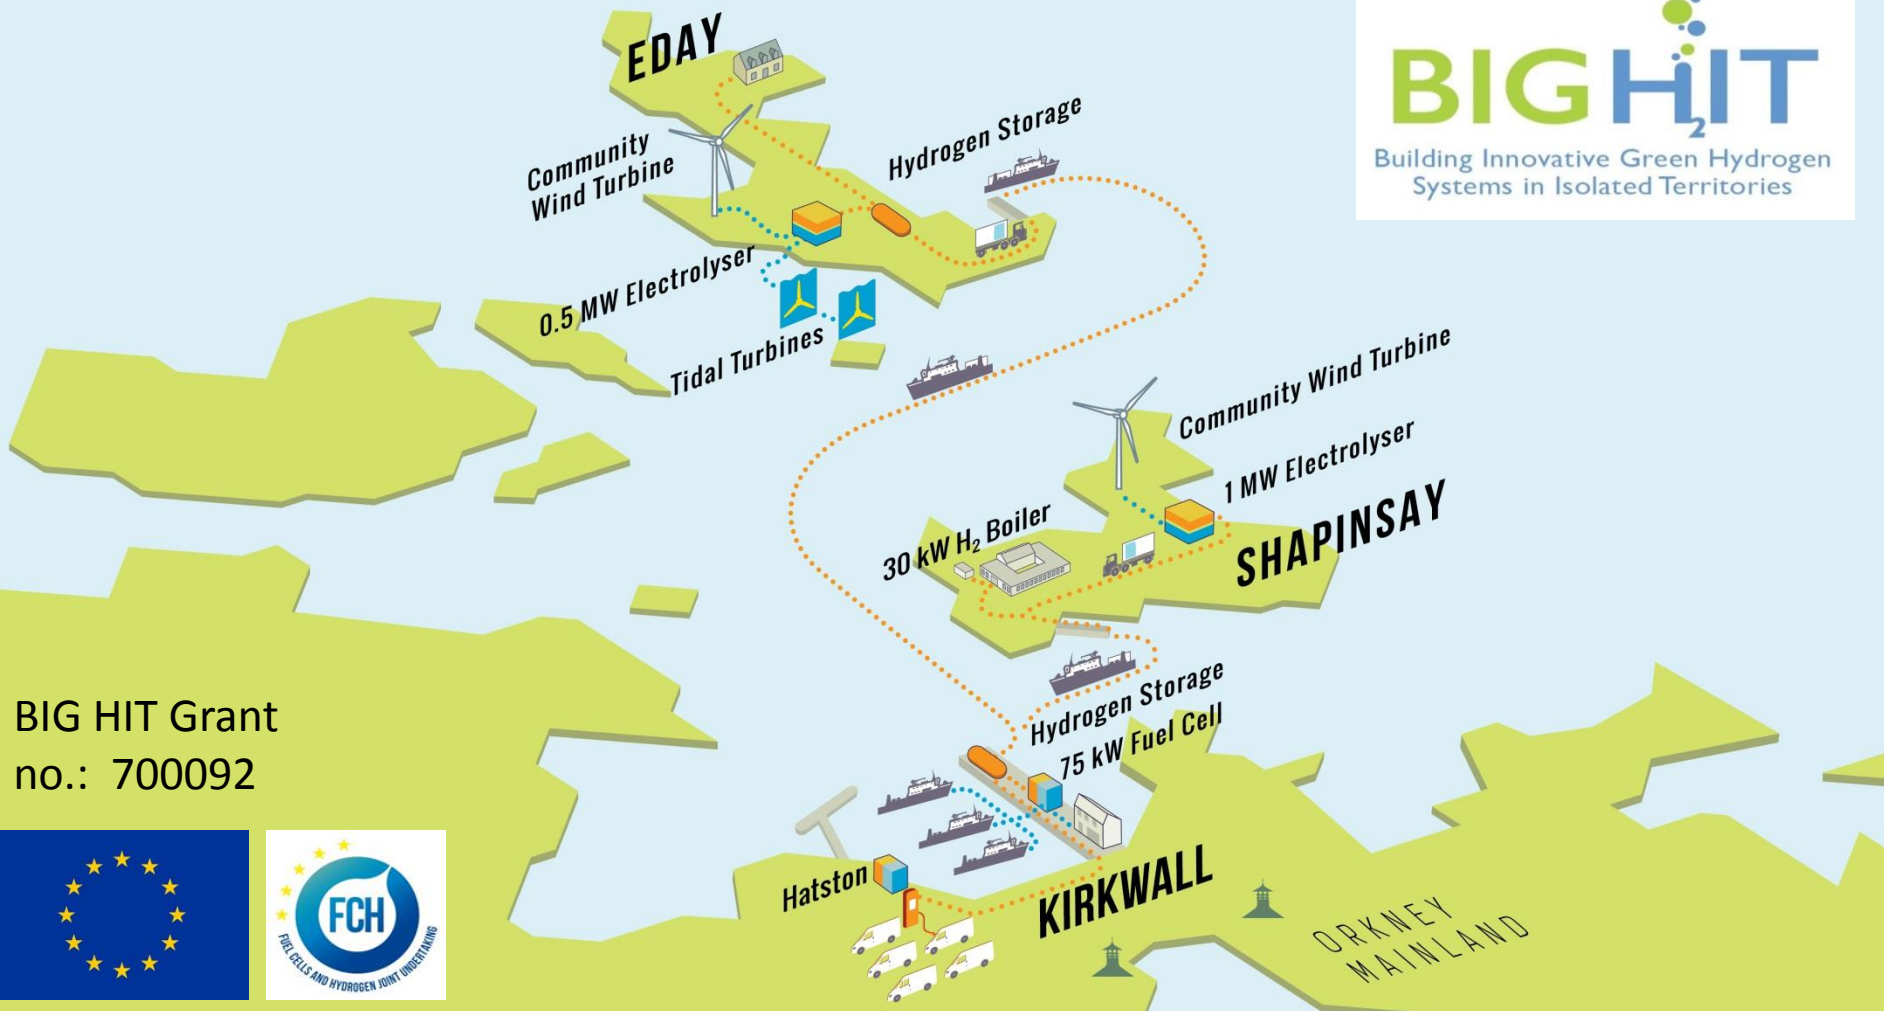 EDAY
Community
Wind Turbine
Hydrogen Storage
0.5 MW Electrolyser
Tidal Turbines
BIG H2IT
Building Innovative Green Hydrogen
Systems in Isolated Territories
Community Wind Turbine
1 MW Electrolyser
30 kW H₂ Boiler
SHAPINSAY
Hydrogen Storage
75 kW Fuel Cell
Hatston
KIRKWALL
ORKNEY
MAINLAND
BIG HIT Grant
no.: 700092
FCH
FUEL CELLS AND HYDROGEN JOINT UNDERTAKING